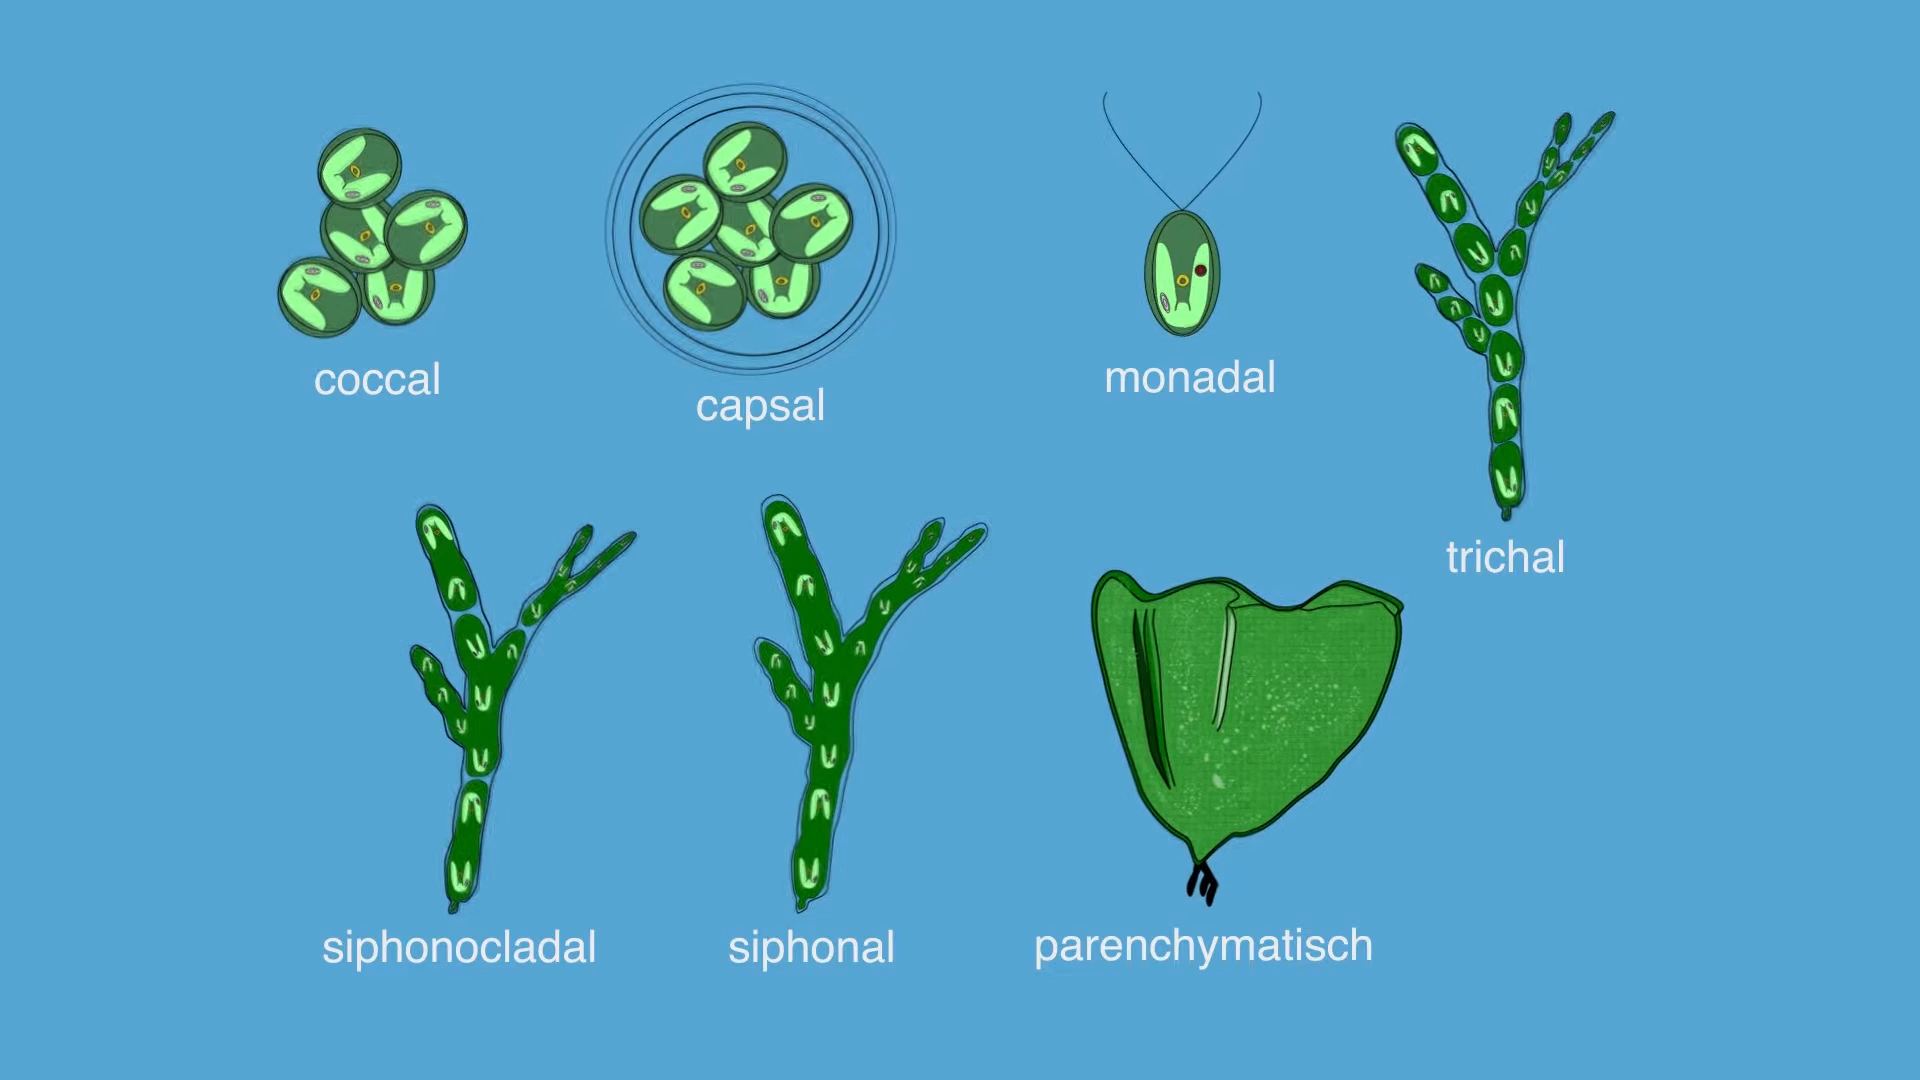 coccal
capsal
monadal
trichal
siphonocladal
siphonal
parenchymatisch